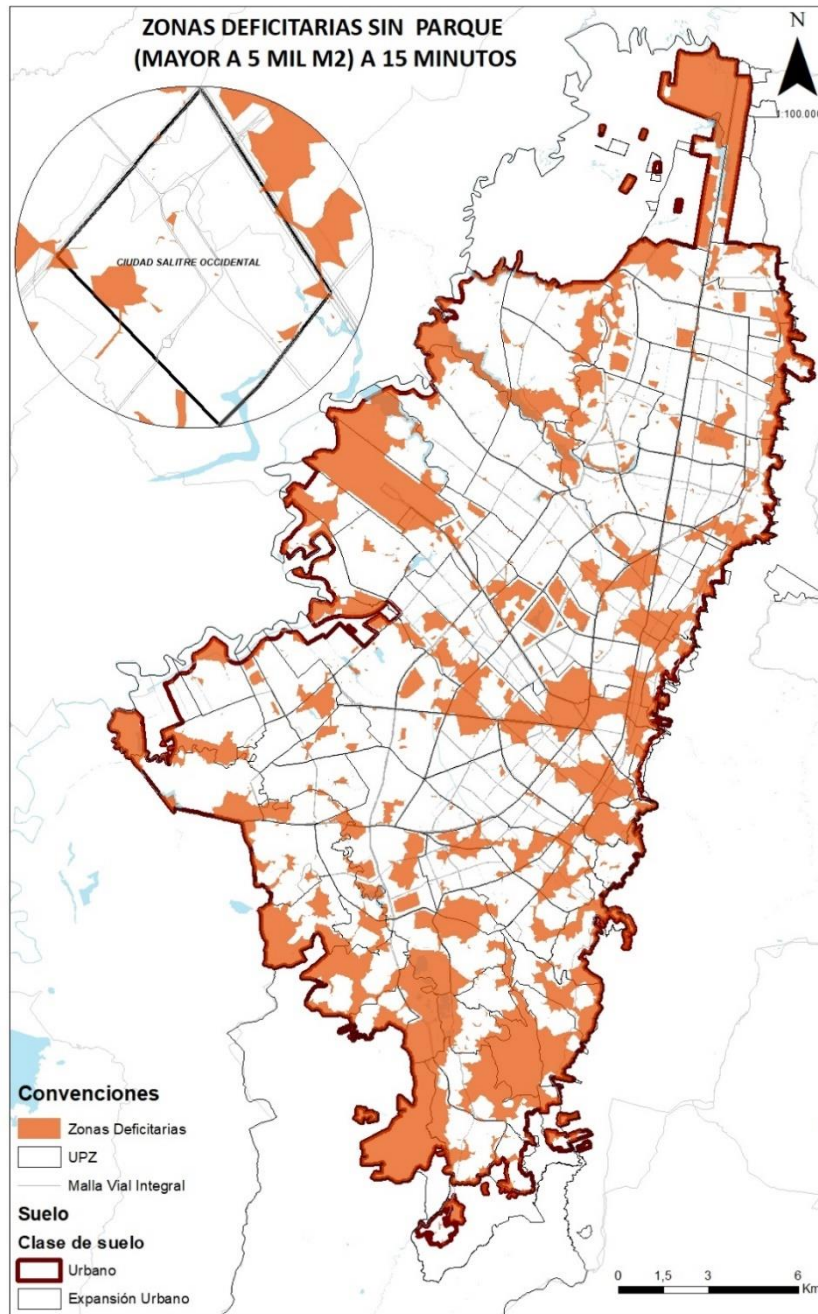 ZONAS DEFICITARIAS SIN PARQUE
(MAYOR A 5 MIL M2) A 15 MINUTOS
N
1:100.000
CIUDAD SALITRE OCCIDENTAL
Convenciones
Zonas Deficitarias
UPZ
Malla Vial Integral
Suelo
Clase de suelo
Urbano
Expansión Urbano
0 1,5 3 6
Km